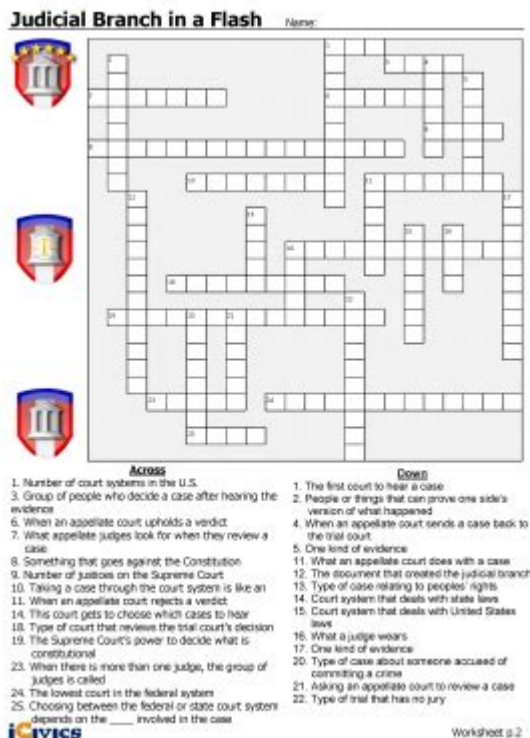 Judicial Branch in a Flash
Name:
Across
1. Number of court systems in the U.S.
3. Group of people who decide a case after hearing the
evidence
6. When an appellate court upholds a verdict
7. What appellate judges look for when they review a
case
8. Something that goes against the Constitution
9. Number of justices on the Supreme Court
10. Taking a case through the court system is like an
11. When an appellate court rejects a verdict
14. This court gets to choose which cases to hear
18. Type of court that reviews the trial court's decision
19. The Supreme Court's power to decide what is
constitutional
23. When there is more than one judge, the group of
judges is called
24. The lowest court in the federal system
25. Choosing between the federal or state court system
depends on the ____ involved in the case
Down
1. The first court to hear a case
2. People or things that can prove one side's
version of what happened
4. When an appellate court sends a case back to
the trial court
5. One kind of evidence
11. What an appellate court does with a case
12. The document that created the judicial branch
13. Type of case relating to peoples' rights
14. Court system that deals with state laws
15. Court system that deals with United States
laws
16. What a judge wears
17. One kind of evidence
20. Type of case about someone accused of
committing a crime
21. Asking an appellate court to review a case
22. Type of trial that has no jury
iCIVICS
Worksheet p.2